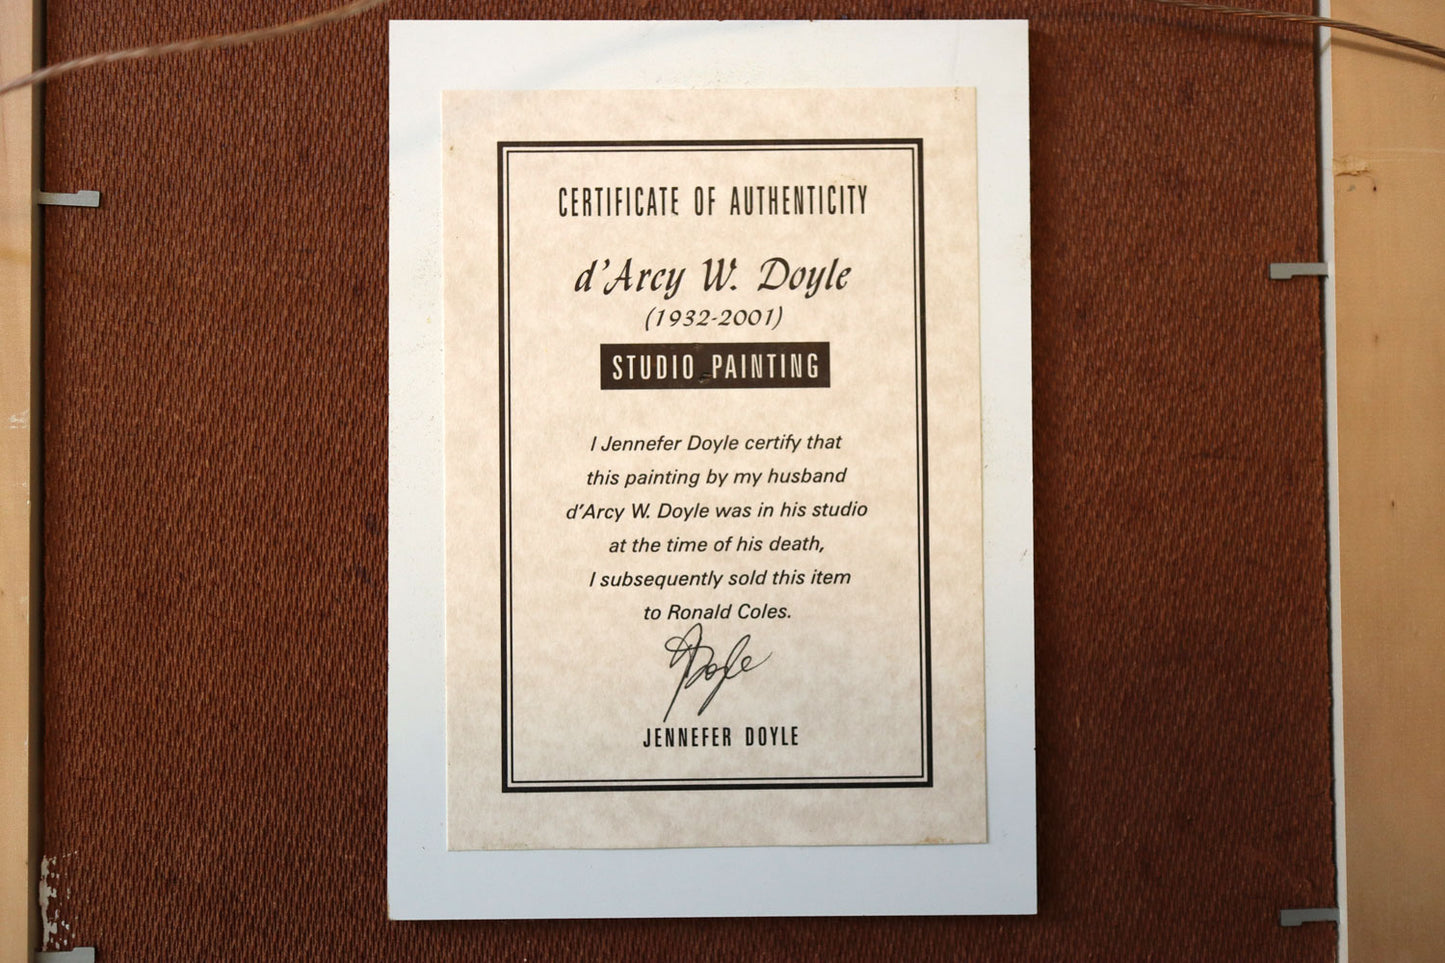 CERTIFICATE OF AUTHENTICITY
d'Arcy W. Doyle
(1932-2001)
STUDIO PAINTING
I Jennefer Doyle certify that
this painting by my husband
d'Arcy W. Doyle was in his studio
at the time of his death,
I subsequently sold this item
to Ronald Coles.
JDoyle
JENNEFER DOYLE